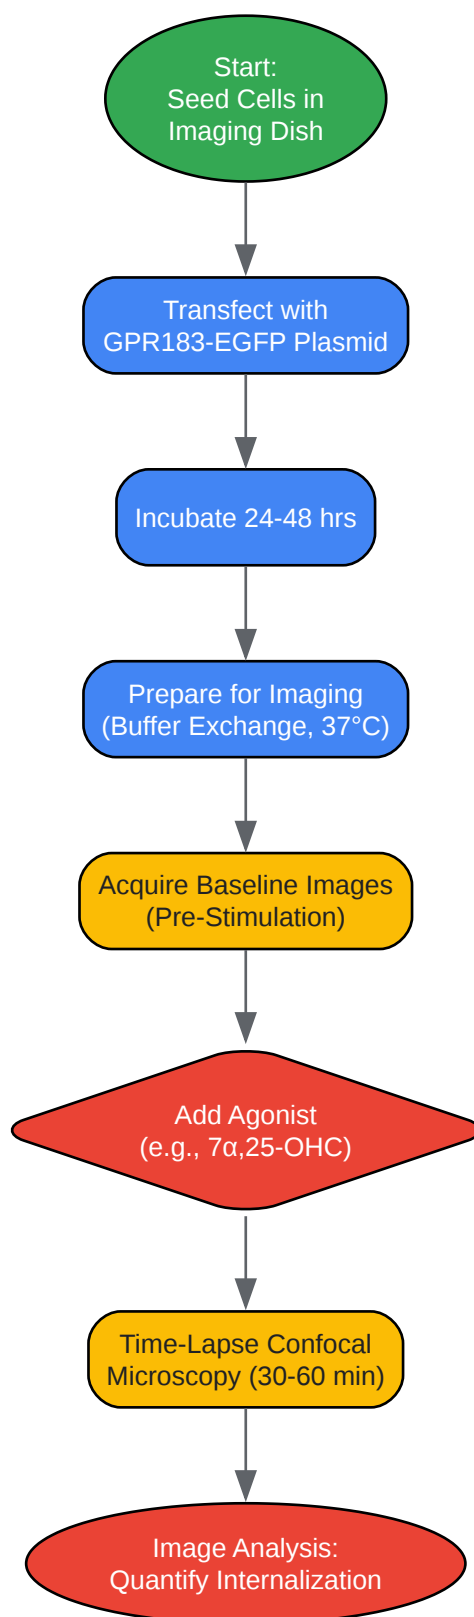 Start:
Seed Cells in
Imaging Dish
Transfect with
GPR183-EGFP Plasmid
Incubate 24-48 hrs
Prepare for Imaging
(Buffer Exchange, 37°C)
Acquire Baseline Images
(Pre-Stimulation)
Add Agonist
(e.g., 7α,25-OHC)
Time-Lapse Confocal
Microscopy (30-60 min)
Image Analysis:
Quantify Internalization